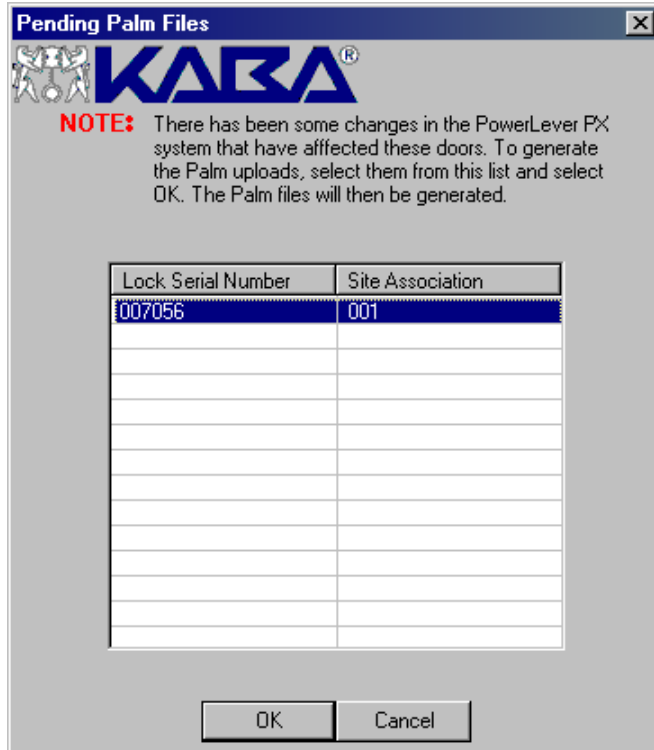 Pending Palm Files
KABA®
NOTE: There has been some changes in the PowerLever PX
system that have afffected these doors. To generate
the Palm uploads, select them from this list and select
OK. The Palm files will then be generated.
Lock Serial Number Site Association
007056 001
OK Cancel